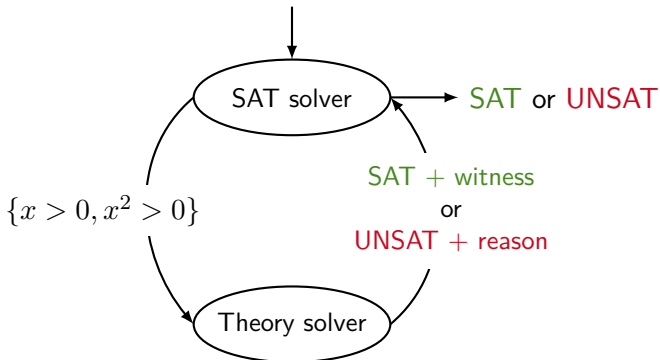 SAT solver
SAT or UNSAT
{x > 0, x² > 0}
SAT + witness
or
UNSAT + reason
Theory solver